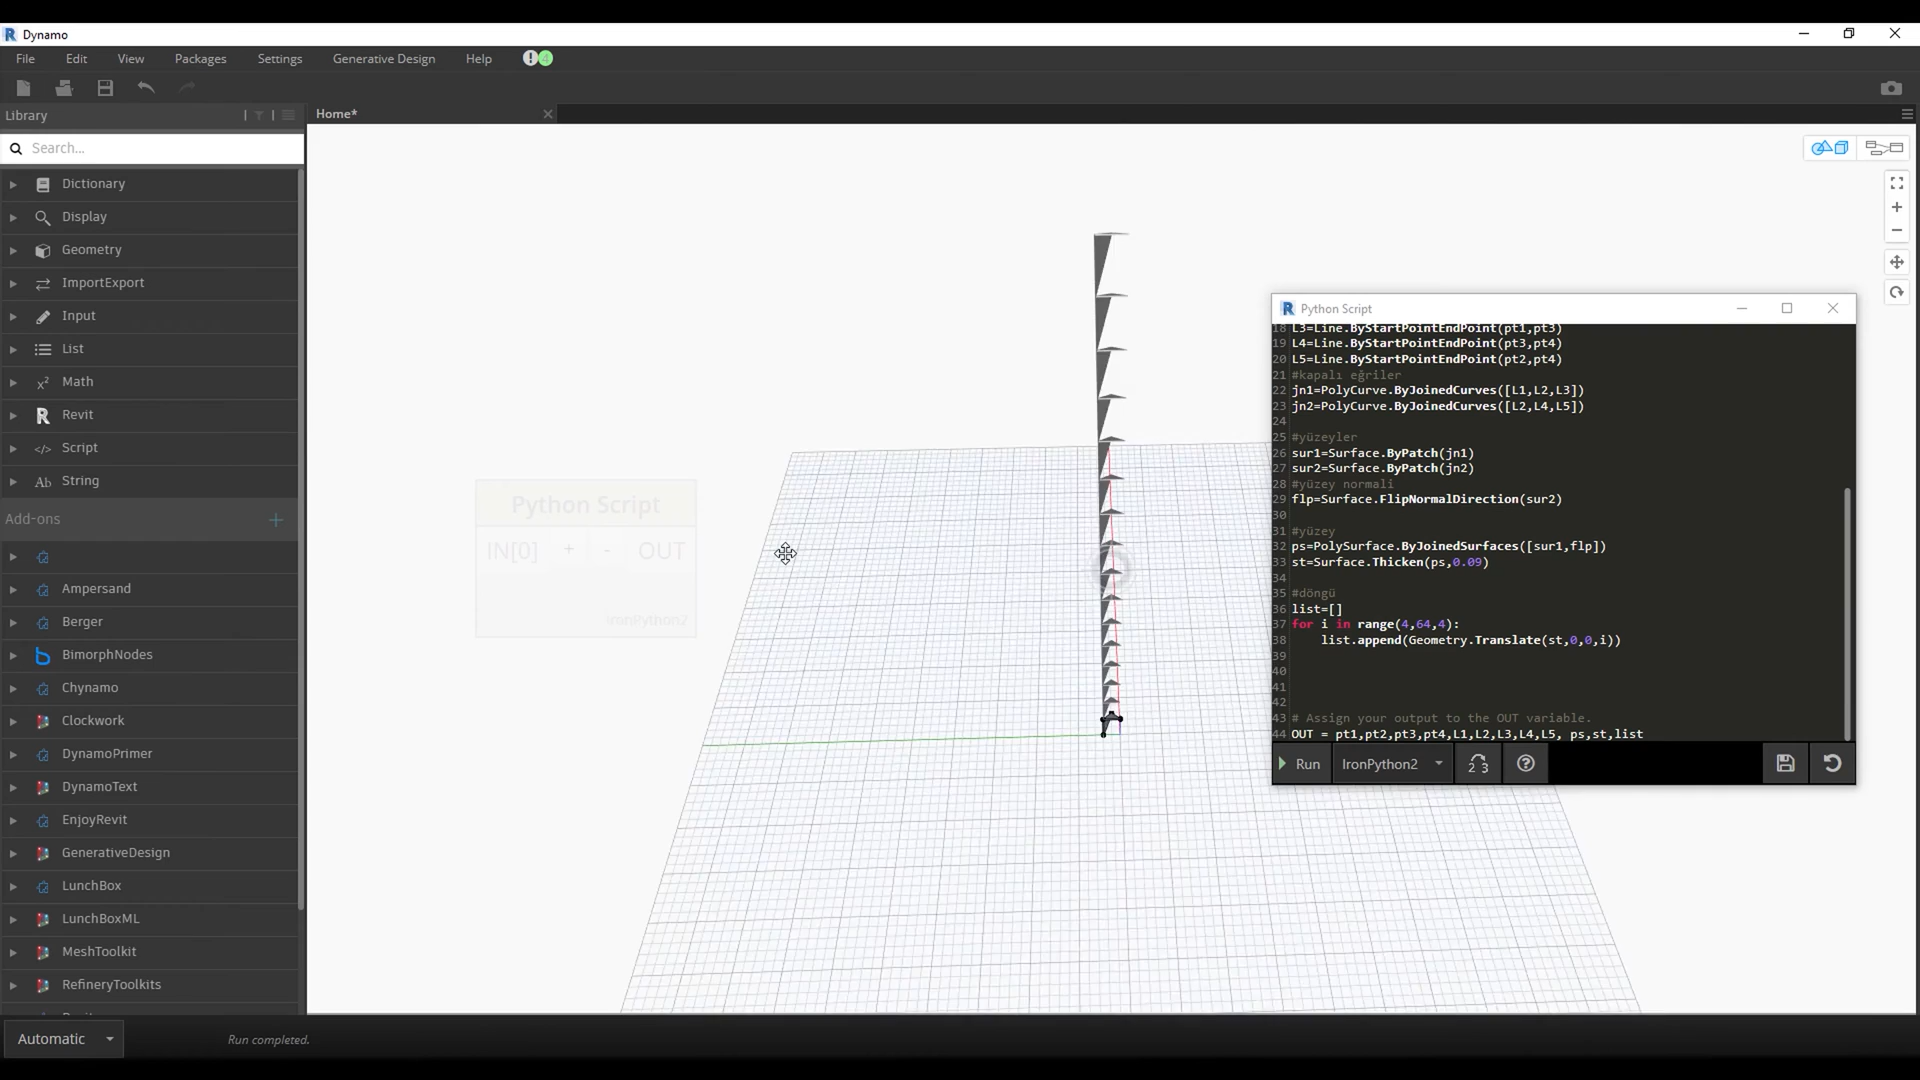 Dynamo
File Edit View Packages Settings Generative Design Help
Library
Home*
Search...
Dictionary
Display
Geometry
ImportExport
Input
List
Math
Revit
Script
String
Add-ons
Ampersand
Berger
BimorphNodes
Chynamo
Clockwork
DynamoPrimer
DynamoText
EnjoyRevit
GenerativeDesign
LunchBox
LunchBoxML
MeshToolkit
RefineryToolkits
Python Script
IN[0] + - OUT
IronPython2
Python Script
18 L3=Line.ByStartPointEndPoint(pt1,pt3)
19 L4=Line.ByStartPointEndPoint(pt3,pt4)
20 L5=Line.ByStartPointEndPoint(pt2,pt4)
21 #kapalı eğriler
22 jn1=PolyCurve.ByJoinedCurves([L1,L2,L3])
23 jn2=PolyCurve.ByJoinedCurves([L2,L4,L5])
24
25 #yüzeyler
26 sur1=Surface.ByPatch(jn1)
27 sur2=Surface.ByPatch(jn2)
28 #yüzey normali
29 flp=Surface.FlipNormalDirection(sur2)
30
31 #yüzey
32 ps=PolySurface.ByJoinedSurfaces([sur1,flp])
33 st=Surface.Thicken(ps,0.09)
34
35 #döngü
36 list=[]
37 for i in range(4,64,4):
38 list.append(Geometry.Translate(st,0,0,i))
39
40
41
42
43 # Assign your output to the OUT variable.
44 OUT = pt1,pt2,pt3,pt4,L1,L2,L3,L4,L5, ps,st,list
Run IronPython2 2 3
Automatic Run completed.